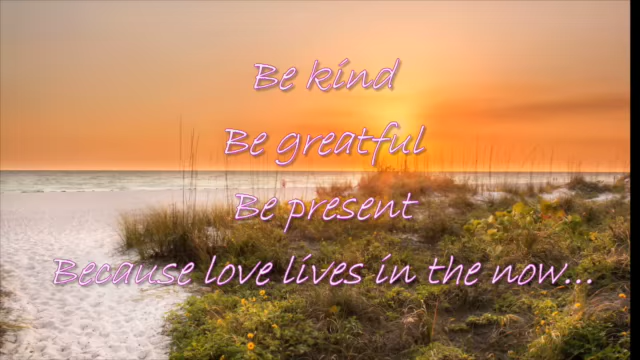 Be kind
Be greatful
Be present
Because love lives in the now...